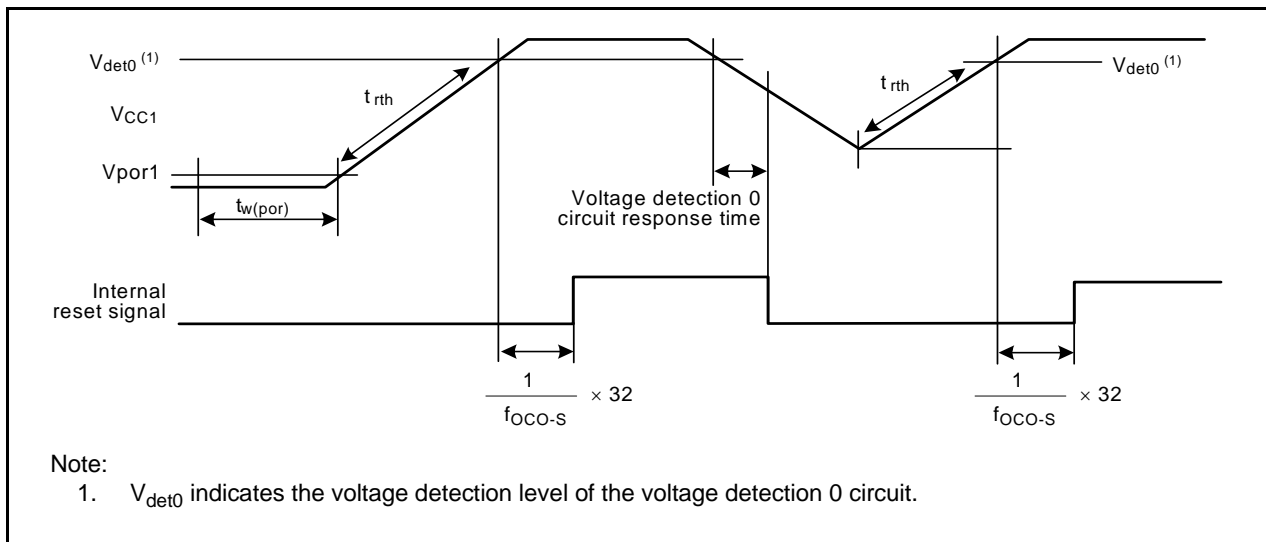 Vdet0 (1)
VCC1
Vpor1
tw(por)
trth
Voltage detection 0
circuit response time
trth
Vdet0 (1)
Internal
reset signal
1
fOCO-S
× 32
1
fOCO-S
× 32
Note:
1. Vdet0 indicates the voltage detection level of the voltage detection 0 circuit.